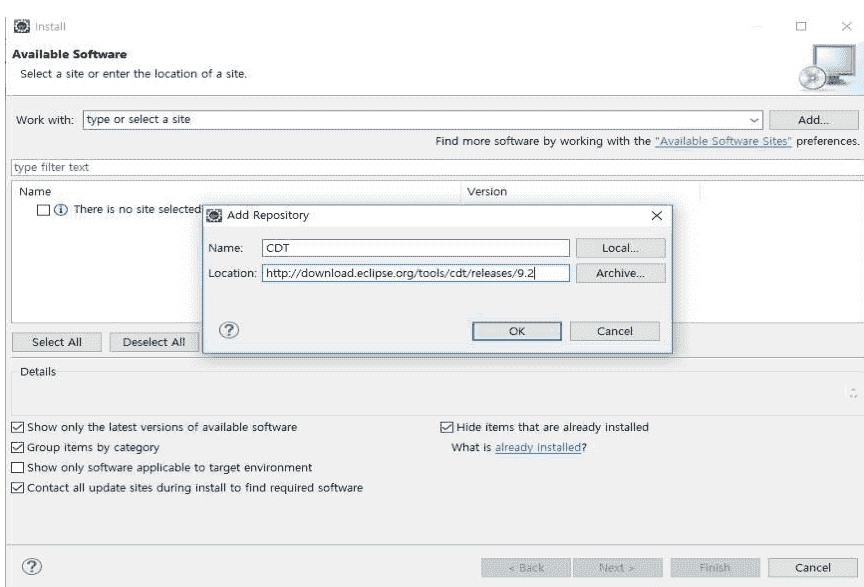 Install
Available Software
Select a site or enter the location of a site.
Work with: type or select a site Add...
Find more software by working with the "Available Software Sites" preferences.
type filter text
Name Version
There is no site selected
Add Repository
Name: CDT Local...
Location: http://download.eclipse.org/tools/cdt/releases/9.2 Archive...
OK Cancel
Select All Deselect All
Details
Show only the latest versions of available software Hide items that are already installed
Group items by category What is already installed?
Show only software applicable to target environment
Contact all update sites during install to find required software
< Back Next > Finish Cancel